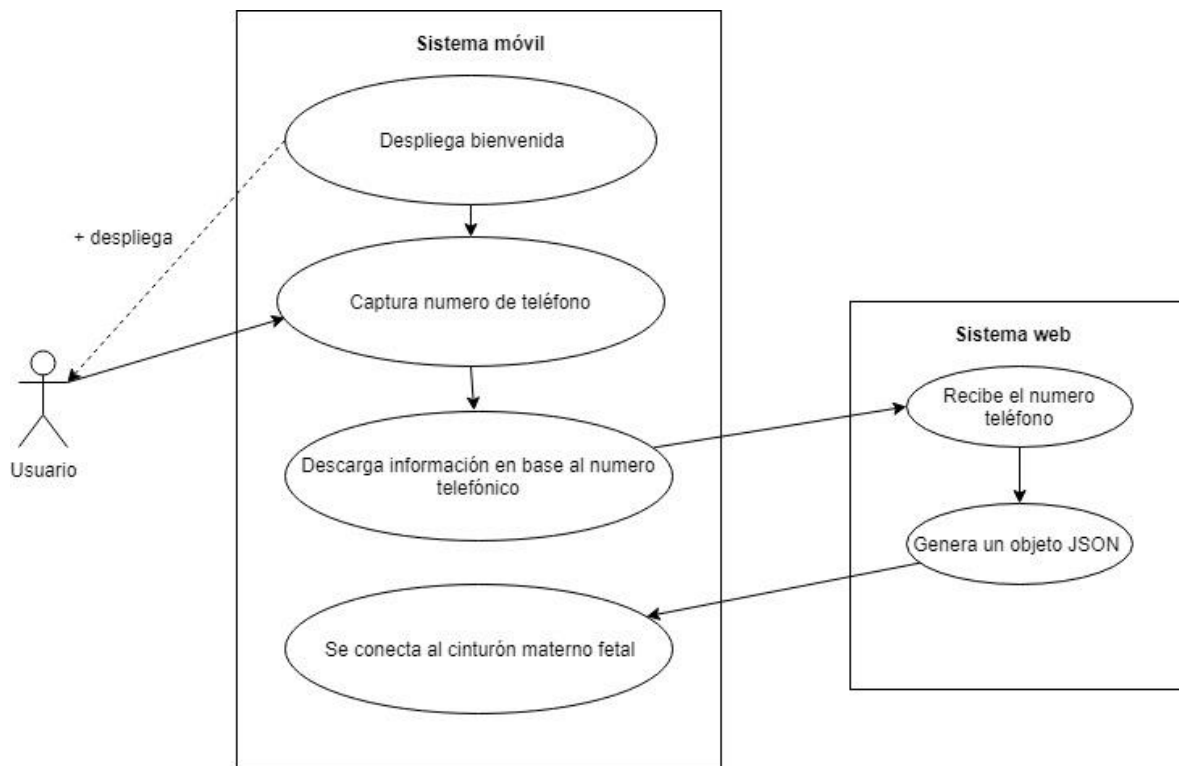 Sistema móvil
Despliega bienvenida
+ despliega
Captura numero de teléfono
Usuario
Descarga información en base al numero
telefónico
Se conecta al cinturón materno fetal
Sistema web
Recibe el numero
teléfono
Genera un objeto JSON